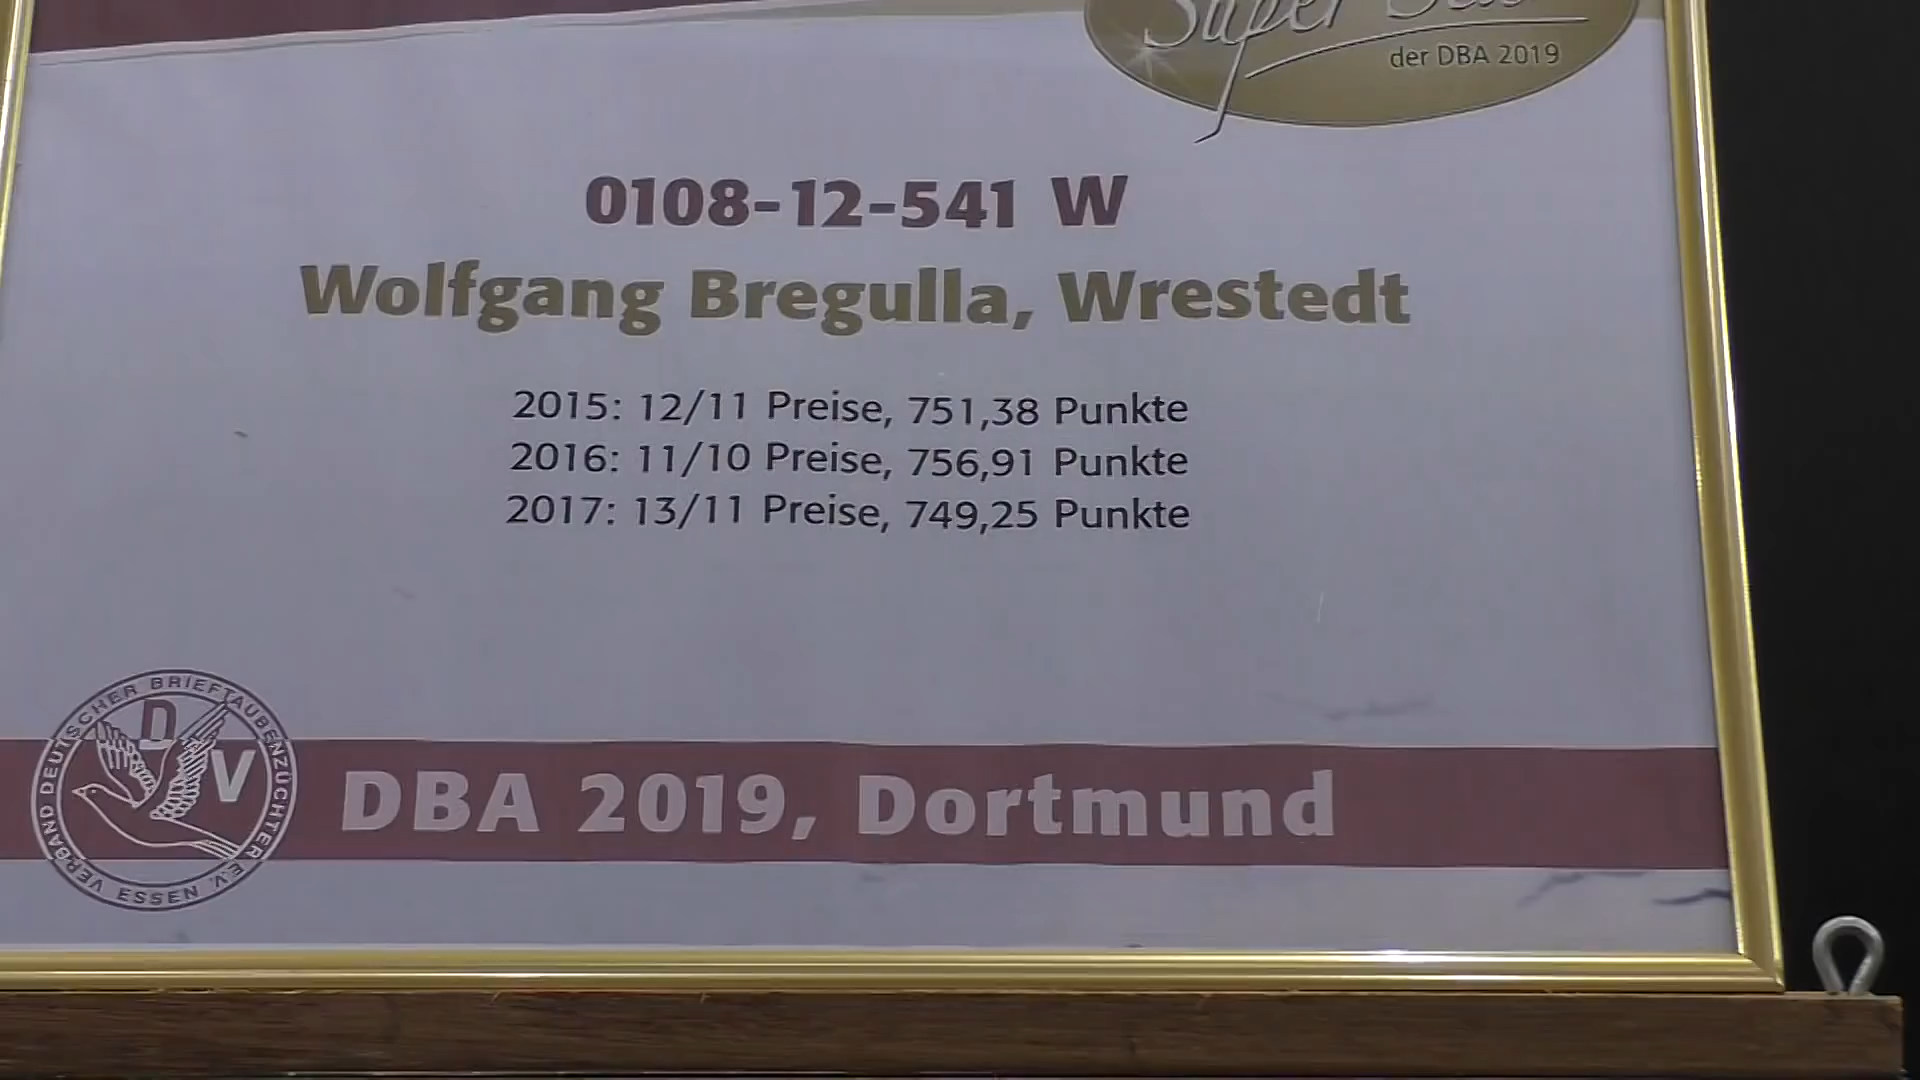 Super
der DBA 2019
0108-12-541 W
Wolfgang Bregulla, Wrestedt
2015: 12/11 Preise, 751,38 Punkte
2016: 11/10 Preise, 756,91 Punkte
2017: 13/11 Preise, 749,25 Punkte
VERBAND DEUTSCHER BRIEFTAUBENZÜCHTER E.V. ESSEN
D V
DBA 2019, Dortmund